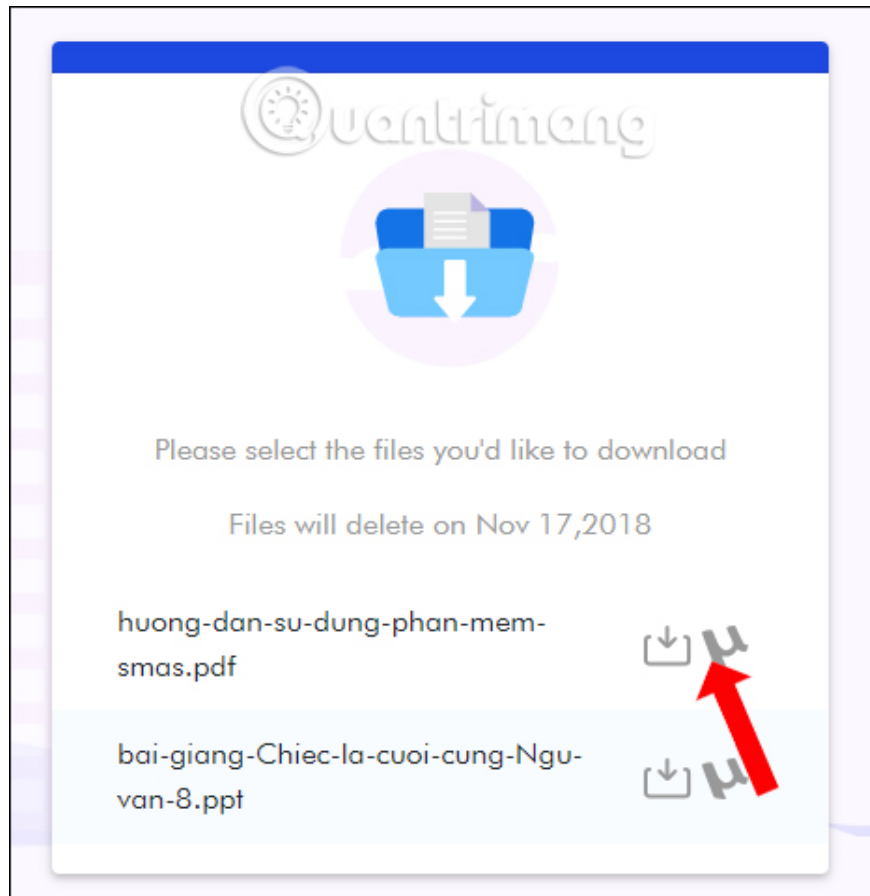 Quantrimang
Please select the files you'd like to download
Files will delete on Nov 17,2018
huong-dan-su-dung-phan-mem-
smas.pdf
µ
bai-giang-Chiec-la-cuoi-cung-Ngu-
van-8.ppt
µ